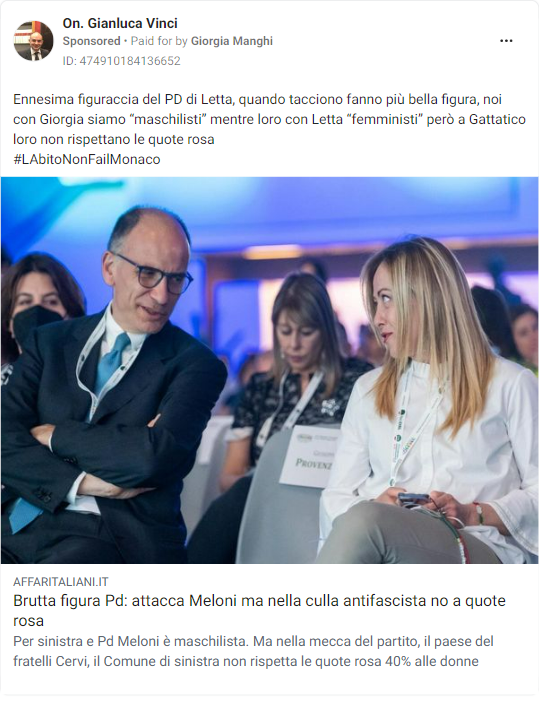 On. Gianluca Vinci
Sponsored • Paid for by Giorgia Manghi
ID: 474910184136652
Ennesima figuraccia del PD di Letta, quando tacciono fanno più bella figura, noi
con Giorgia siamo “maschilisti” mentre loro con Letta “femministi” però a Gattatico
loro non rispettano le quote rosa
#LAbitoNonFailMonaco
PROVENZ
AFFARITALIANI.IT
Brutta figura Pd: attacca Meloni ma nella culla antifascista no a quote
rosa
Per sinistra e Pd Meloni è maschilista. Ma nella mecca del partito, il paese dei
fratelli Cervi, il Comune di sinistra non rispetta le quote rosa 40% alle donne